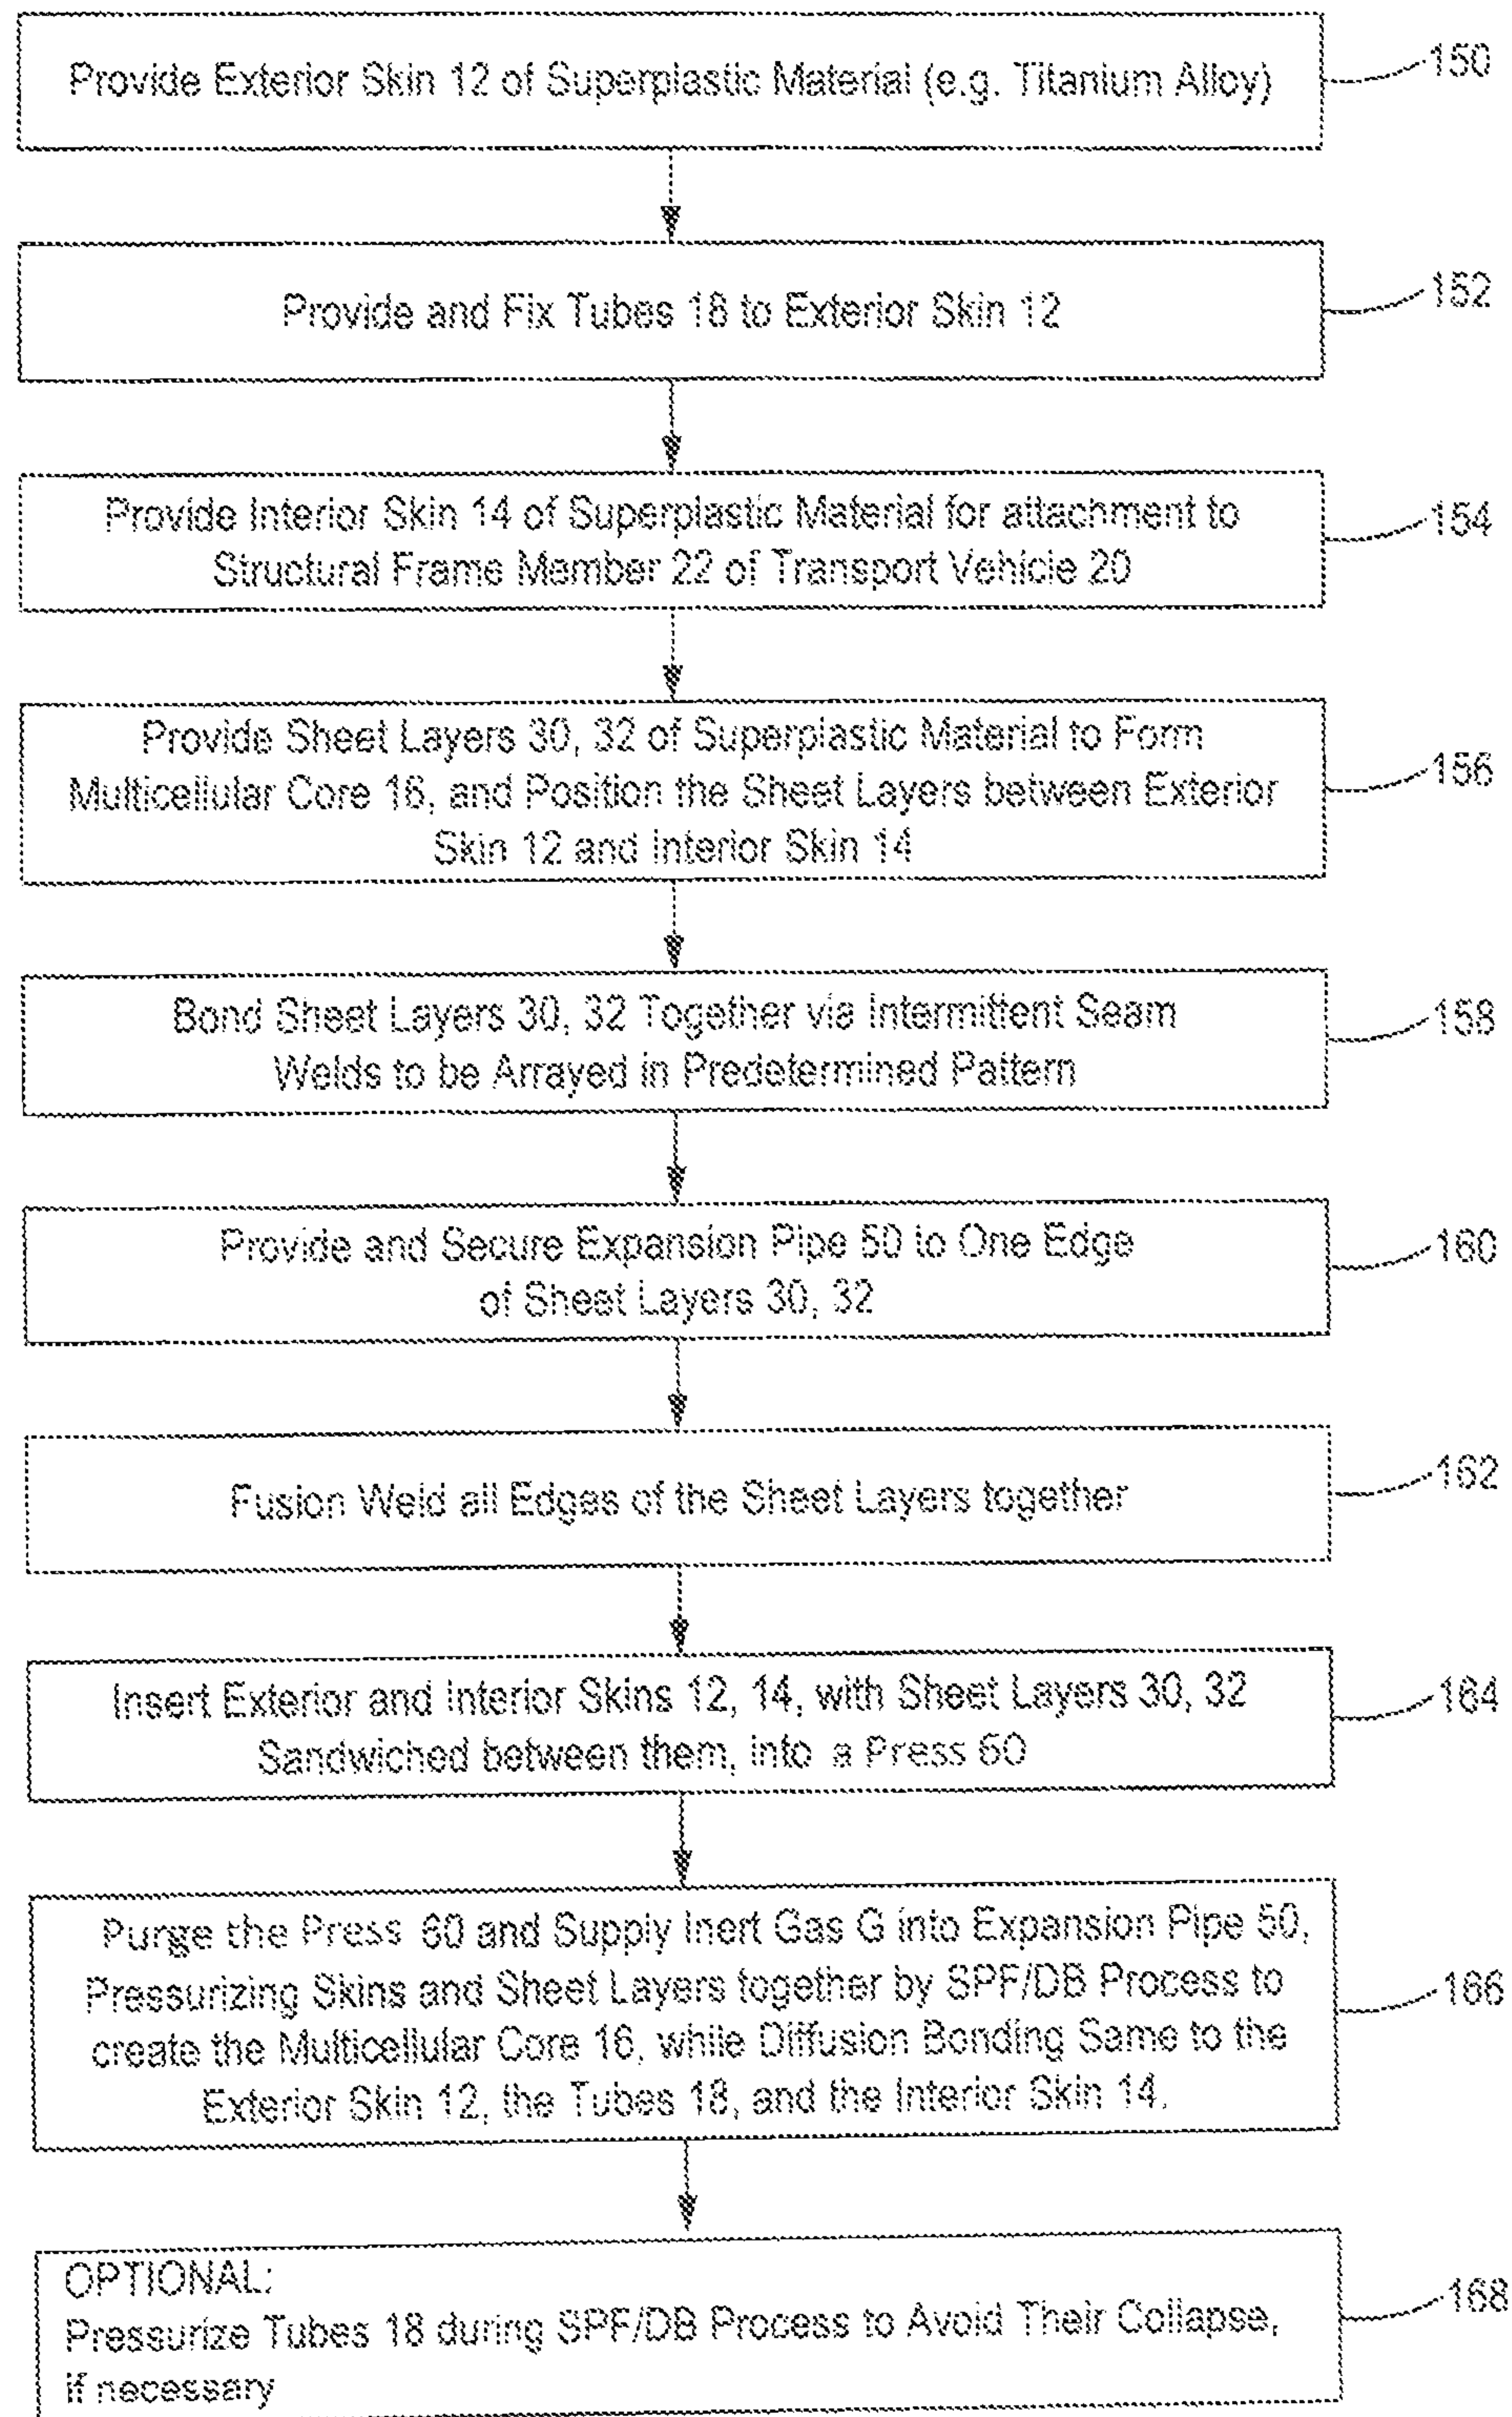 Provide Exterior Skin 12 of Superplastic Material (e.g. Titanium Alloy)
150
Provide and Fix Tubes 18 to Exterior Skin 12
152
Provide Interior Skin 14 of Superplastic Material for attachment to
Structural Frame Member 22 of Transport Vehicle 20
154
Provide Sheet Layers 30, 32 of Superplastic Material to Form
Multicellular Core 16, and Position the Sheet Layers between Exterior
Skin 12 and Interior Skin 14
156
Bond Sheet Layers 30, 32 Together via Intermittent Seam
Welds to be Arrayed in Predetermined Pattern
158
Provide and Secure Expansion Pipe 50 to One Edge
of Sheet Layers 30, 32
160
Fusion Weld all Edges of the Sheet Layers together
162
Insert Exterior and Interior Skins 12, 14, with Sheet Layers 30, 32
Sandwiched between them, into a Press 60
164
Purge the Press 60 and Supply Inert Gas G into Expansion Pipe 50,
Pressurizing Skins and Sheet Layers together by SPF/DB Process to
create the Multicellular Core 16, while Diffusion Bonding Same to the
Exterior Skin 12, the Tubes 18, and the Interior Skin 14.
166
OPTIONAL:
Pressurize Tubes 18 during SPF/DB Process to Avoid Their Collapse,
if necessary
168